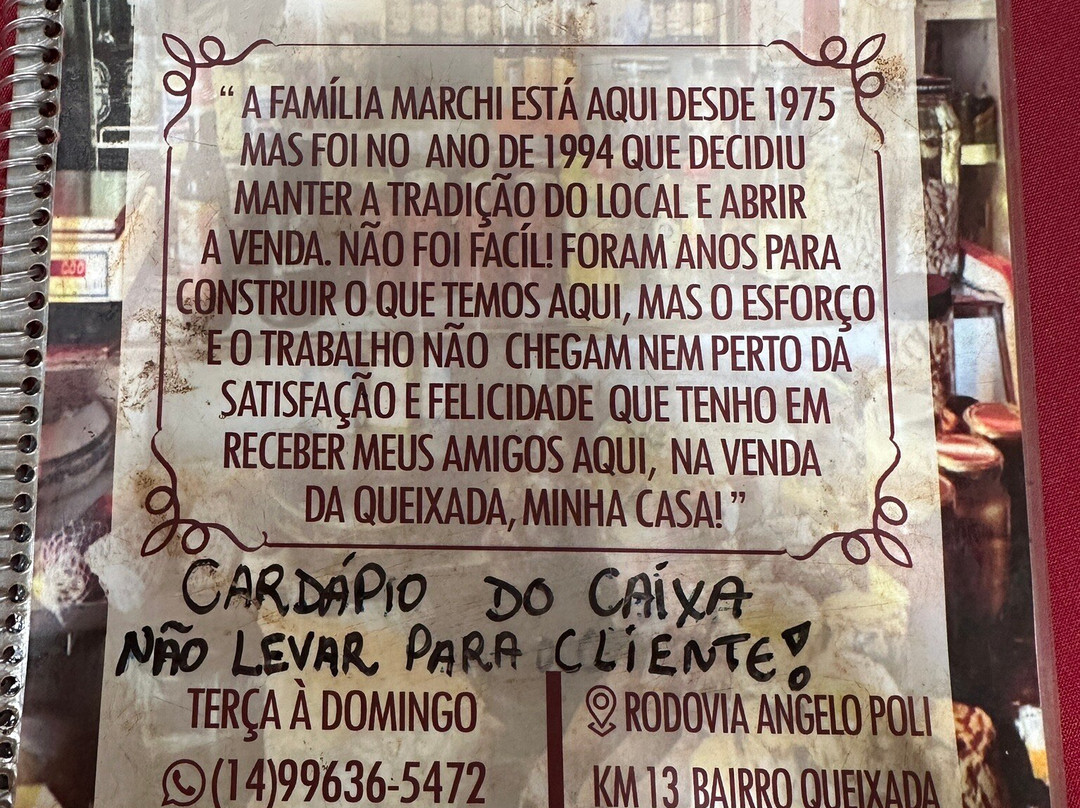 “ A FAMÍLIA MARCHI ESTÁ AQUI DESDE 1975
MAS FOI NO ANO DE 1994 QUE DECIDIU
MANTER A TRADIÇÃO DO LOCAL E ABRIR
A VENDA. NÃO FOI FACÍL! FORAM ANOS PARA
CONSTRUIR O QUE TEMOS AQUI, MAS O ESFORÇO
E O TRABALHO NÃO CHEGAM NEM PERTO DA
SATISFAÇÃO E FELICIDADE QUE TENHO EM
RECEBER MEUS AMIGOS AQUI, NA VENDA
DA QUEIXADA, MINHA CASA! ”
CARDÁPIO DO CAÍXA
NÃO LEVAR PARA CLIENTE!
TERÇA À DOMINGO
(14)99636-5472
RODOVIA ANGELO POLI
KM 13 BAIRRO QUEIXADA